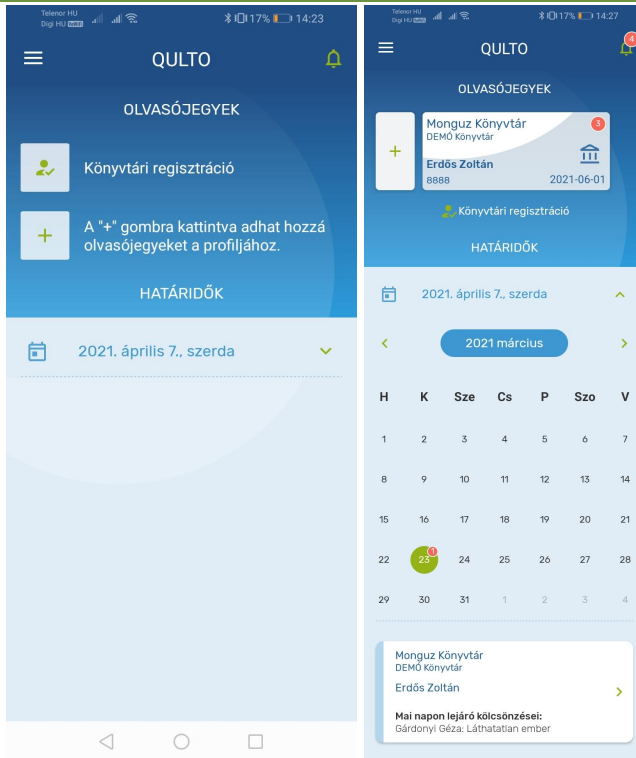 Telenor HU
Digi HU VoWiFi
17% 14:23
QULTO
OLVASÓJEGYEK
Könyvtári regisztráció
+
A "+" gombra kattintva adhat hozzá
olvasójegyeket a profiljához.
HATÁRIDŐK
2021. április 7., szerda
Telenor HU
Digi HU
17% 14:27
QULTO
4
OLVASÓJEGYEK
+
Monguz Könyvtár
3
DEMÓ Könyvtár
Erdős Zoltán
8888
2021-06-01
Könyvtári regisztráció
HATÁRIDŐK
2021. április 7., szerda
2021 március
H K Sze Cs P Szo V
1 2 3 4 5 6 7
8 9 10 11 12 13 14
15 16 17 18 19 20 21
22 23 1 24 25 26 27 28
29 30 31 1 2 3 4
Monguz Könyvtár
DEMÓ Könyvtár
Erdős Zoltán
Mai napon lejáró kölcsönzései:
Gárdonyi Géza: Láthatatlan ember